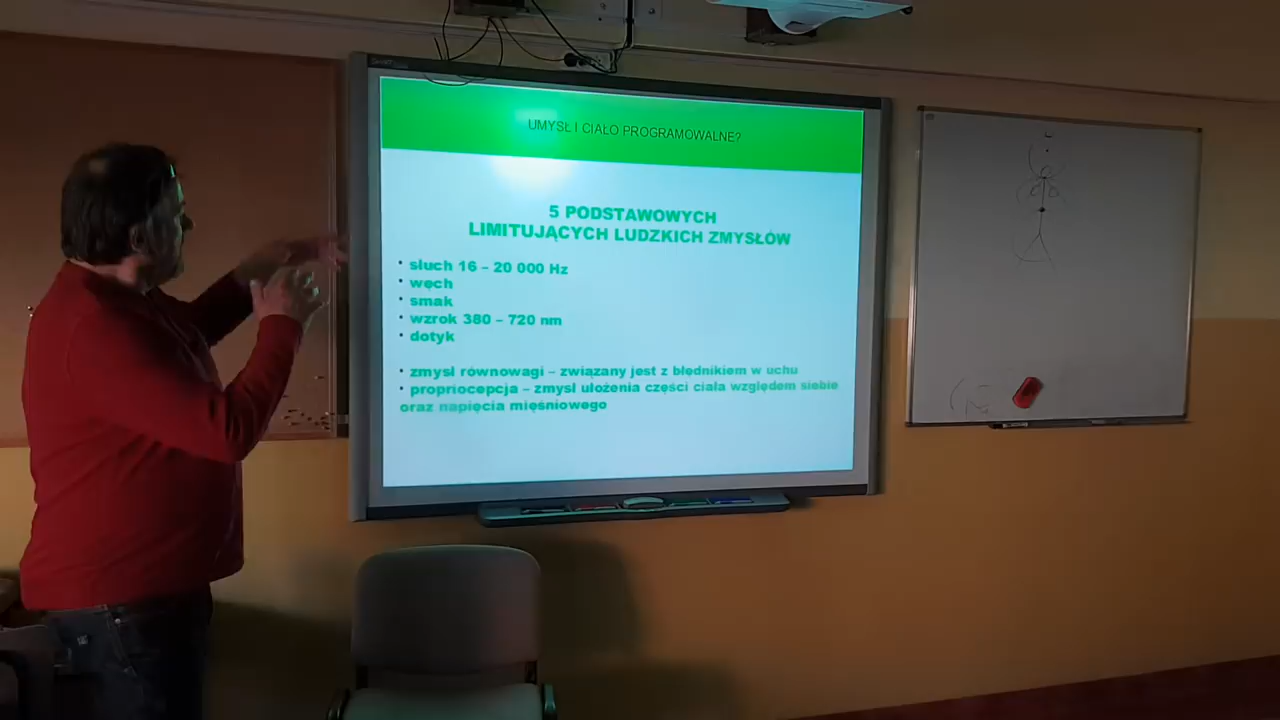 UMYSŁ I CIAŁO PROGRAMOWALNE?
5 PODSTAWOWYCH
LIMITUJĄCYCH LUDZKICH ZMYSŁÓW
• słuch 16 – 20 000 Hz
• węch
• smak
• wzrok 380 – 720 nm
• dotyk
• zmysł równowagi – związany jest z błędnikiem w uchu
• propriocepcja – zmysł ułożenia części ciała względem siebie
oraz napięcia mięśniowego